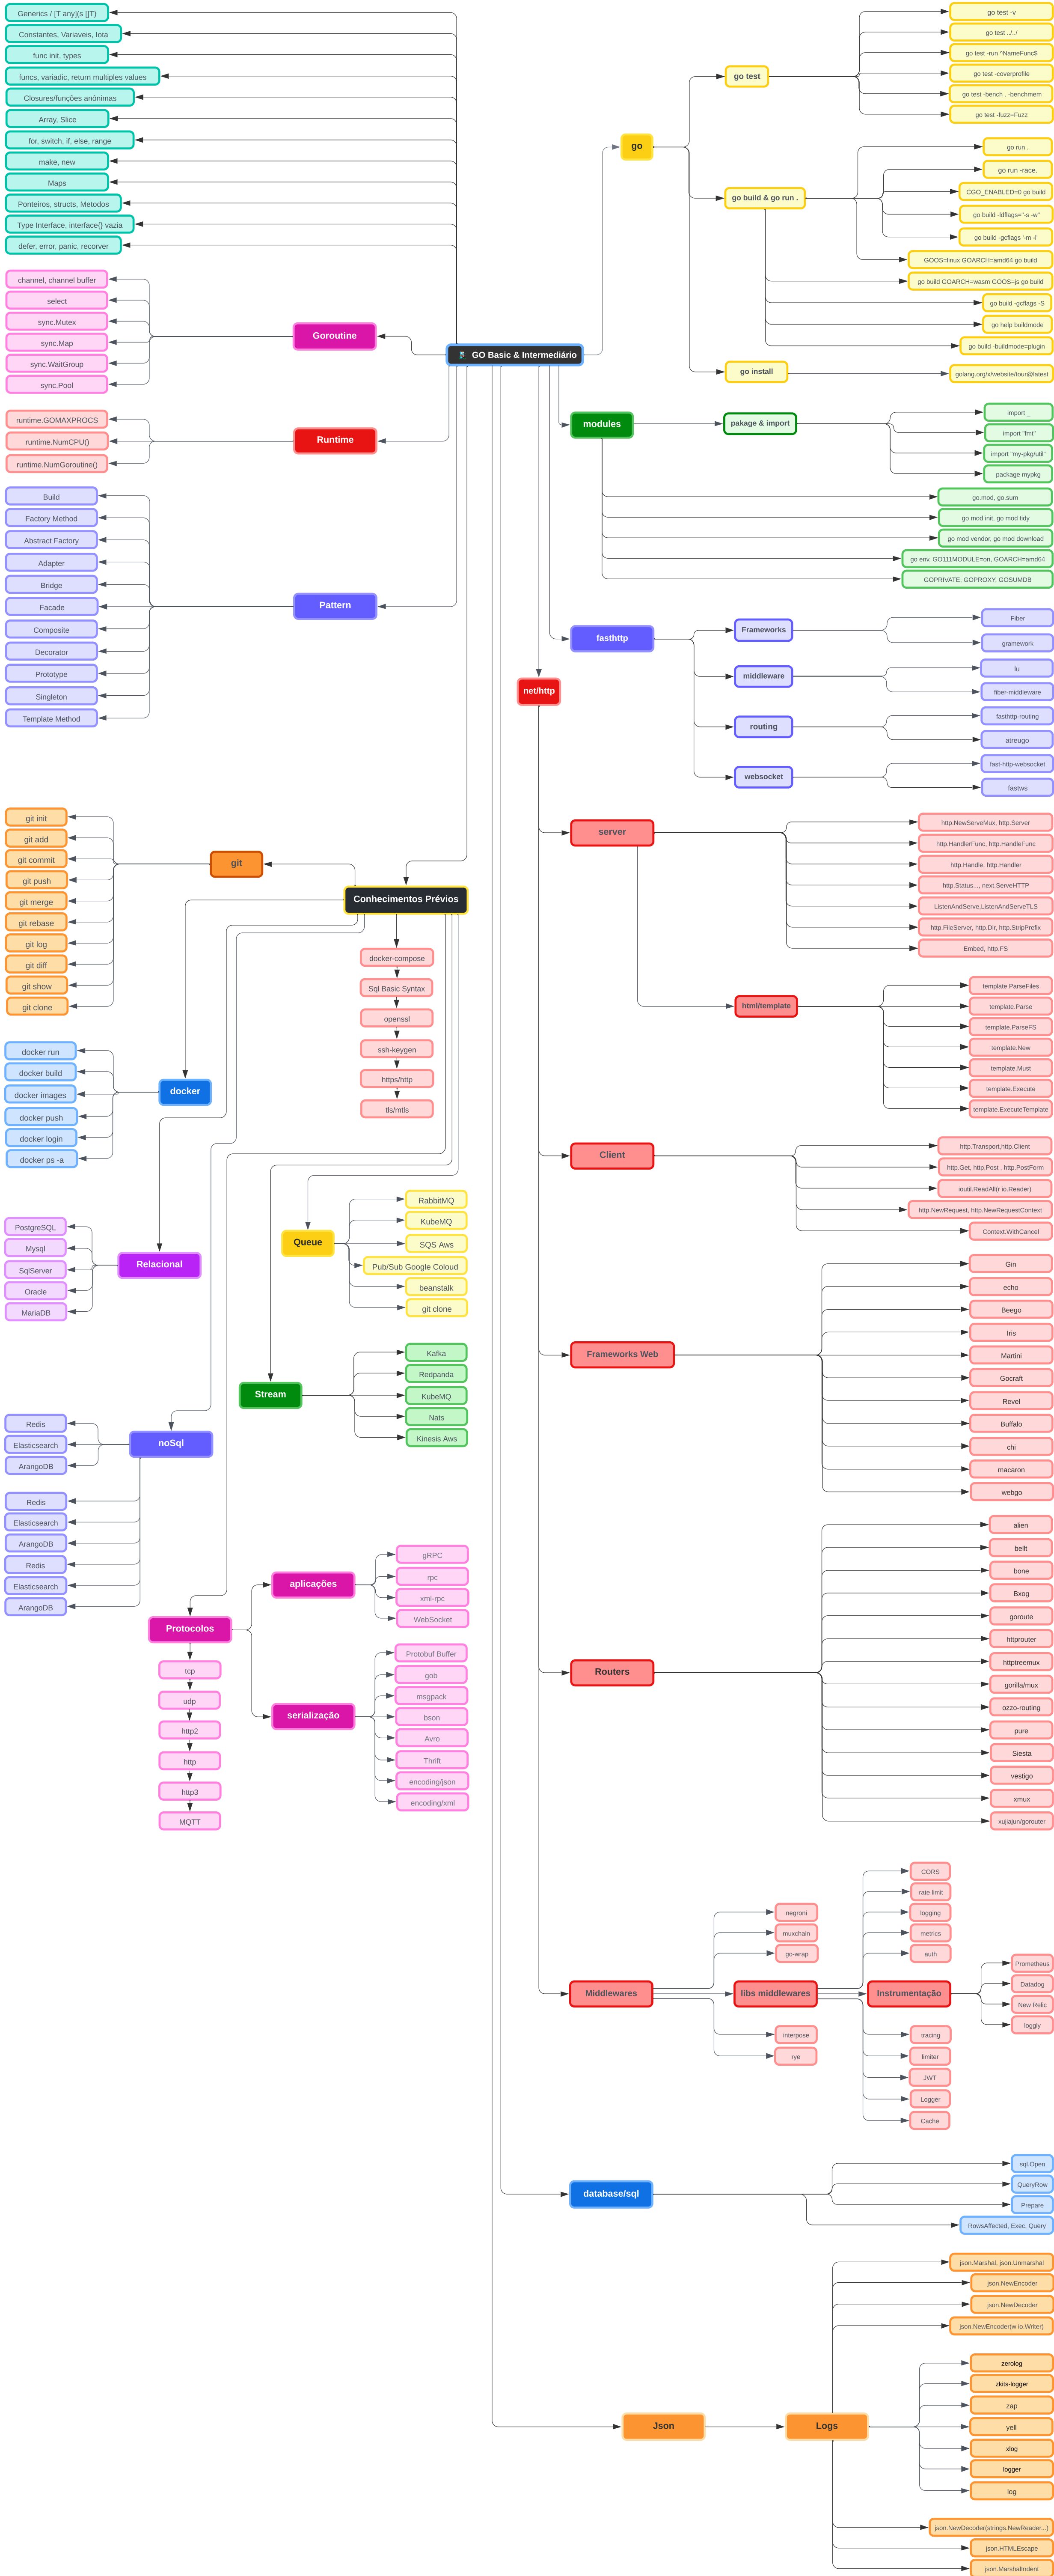 GO Basic & Intermediário
Generics / [T any](s []T)
Constantes, Variaveis, Iota
func init, types
funcs, variadic, return multiples values
Closures/funções anônimas
Array, Slice
for, switch, if, else, range
make, new
Maps
Ponteiros, structs, Metodos
Type Interface, interface{} vazia
defer, error, panic, recorver
Goroutine
channel, channel buffer
select
sync.Mutex
sync.Map
sync.WaitGroup
sync.Pool
Runtime
runtime.GOMAXPROCS
runtime.NumCPU()
runtime.NumGoroutine()
Pattern
Build
Factory Method
Abstract Factory
Adapter
Bridge
Facade
Composite
Decorator
Prototype
Singleton
Template Method
Conhecimentos Prévios
git
git init
git add
git commit
git push
git merge
git rebase
git log
git diff
git show
git clone
docker-compose
Sql Basic Syntax
openssl
ssh-keygen
https/http
tls/mtls
docker
docker run
docker build
docker images
docker push
docker login
docker ps -a
Relacional
PostgreSQL
Mysql
SqlServer
Oracle
MariaDB
Queue
RabbitMQ
KubeMQ
SQS Aws
Pub/Sub Google Coloud
beanstalk
git clone
Stream
Kafka
Redpanda
KubeMQ
Nats
Kinesis Aws
noSql
Redis
Elasticsearch
ArangoDB
Redis
Elasticsearch
ArangoDB
Redis
Elasticsearch
ArangoDB
Protocolos
tcp
udp
http2
http
http3
MQTT
aplicações
gRPC
rpc
xml-rpc
WebSocket
serialização
Protobuf Buffer
gob
msgpack
bson
Avro
Thrift
encoding/json
encoding/xml
go
go test
go test -v
go test ../../
go test -run ^NameFunc$
go test -coverprofile
go test -bench . -benchmem
go test -fuzz=Fuzz
go build & go run .
go run .
go run -race.
CGO_ENABLED=0 go build
go build -ldflags="-s -w"
go build -gcflags '-m -l'
GOOS=linux GOARCH=amd64 go build
go build GOARCH=wasm GOOS=js go build
go build -gcflags -S
go help buildmode
go build -buildmode=plugin
go install
golang.org/x/website/tour@latest
modules
pakage & import
import _
import "fmt"
import "my-pkg/util"
package mypkg
go.mod, go.sum
go mod init, go mod tidy
go mod vendor, go mod download
go env, GO111MODULE=on, GOARCH=amd64
GOPRIVATE, GOPROXY, GOSUMDB
fasthttp
Frameworks
Fiber
gramework
middleware
lu
fiber-middleware
routing
fasthttp-routing
atreugo
websocket
fast-http-websocket
fastws
net/http
server
http.NewServeMux, http.Server
http.HandlerFunc, http.HandleFunc
http.Handle, http.Handler
http.Status..., next.ServeHTTP
ListenAndServe,ListenAndServeTLS
http.FileServer, http.Dir, http.StripPrefix
Embed, http.FS
html/template
template.ParseFiles
template.Parse
template.ParseFS
template.New
template.Must
template.Execute
template.ExecuteTemplate
Client
http.Transport,http.Client
http.Get, http.Post , http.PostForm
ioutil.ReadAll(r io.Reader)
http.NewRequest, http.NewRequestContext
Context.WithCancel
Frameworks Web
Gin
echo
Beego
Iris
Martini
Gocraft
Revel
Buffalo
chi
macaron
webgo
Routers
alien
bellt
bone
Bxog
goroute
httprouter
httptreemux
gorilla/mux
ozzo-routing
pure
Siesta
vestigo
xmux
xujiajun/gorouter
Middlewares
negroni
muxchain
go-wrap
interpose
rye
libs middlewares
CORS
rate limit
logging
metrics
auth
tracing
limiter
JWT
Logger
Cache
Instrumentação
Prometheus
Datadog
New Relic
loggly
database/sql
sql.Open
QueryRow
Prepare
RowsAffected, Exec, Query
Json
Logs
json.Marshal, json.Unmarshal
json.NewEncoder
json.NewDecoder
json.NewEncoder(w io.Writer)
zerolog
zkits-logger
zap
yell
xlog
logger
log
json.NewDecoder(strings.NewReader...)
json.HTMLEscape
json.MarshalIndent